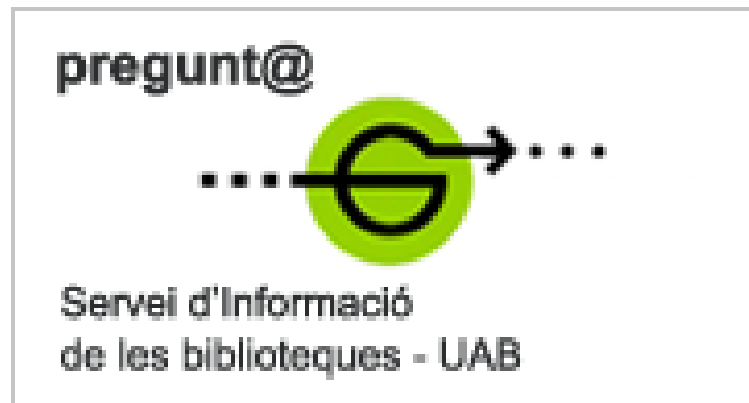 pregunt@
Servei d'Informació
de les biblioteques - UAB